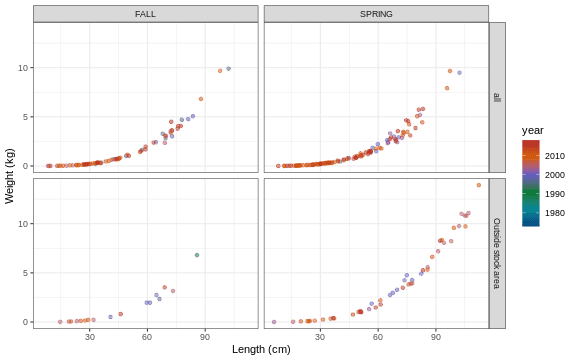 FALL
SPRING
10
5
0
all
10
5
0
Outside stock area
30
60
90
30
60
90
Length (cm)
Weight (kg)
year
2010
2000
1990
1980